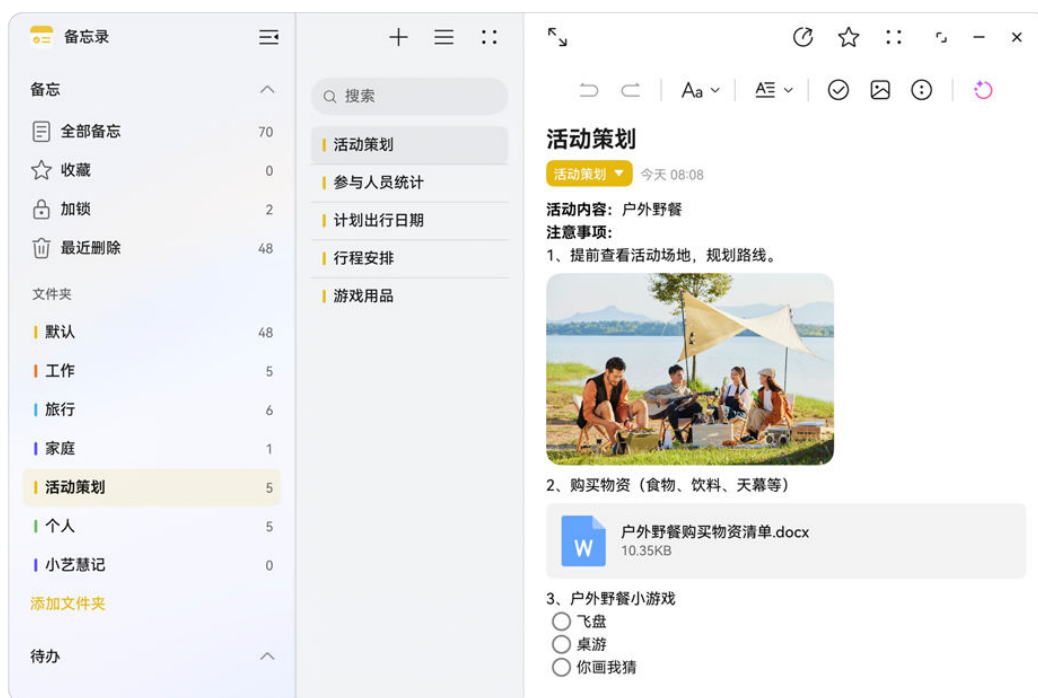 备忘录
备忘
全部备忘 70
收藏 0
加锁 2
最近删除 48
文件夹
默认 48
工作 5
旅行 6
家庭 1
活动策划 5
个人 5
小艺慧记 0
添加文件夹
待办
搜索
活动策划
参与人员统计
计划出行日期
行程安排
游戏用品
Aa
活动策划
活动策划 今天 08:08
活动内容：户外野餐
注意事项：
1、提前查看活动场地，规划路线。
2、购买物资（食物、饮料、天幕等）
W
户外野餐购买物资清单.docx
10.35KB
3、户外野餐小游戏
飞盘
桌游
你画我猜